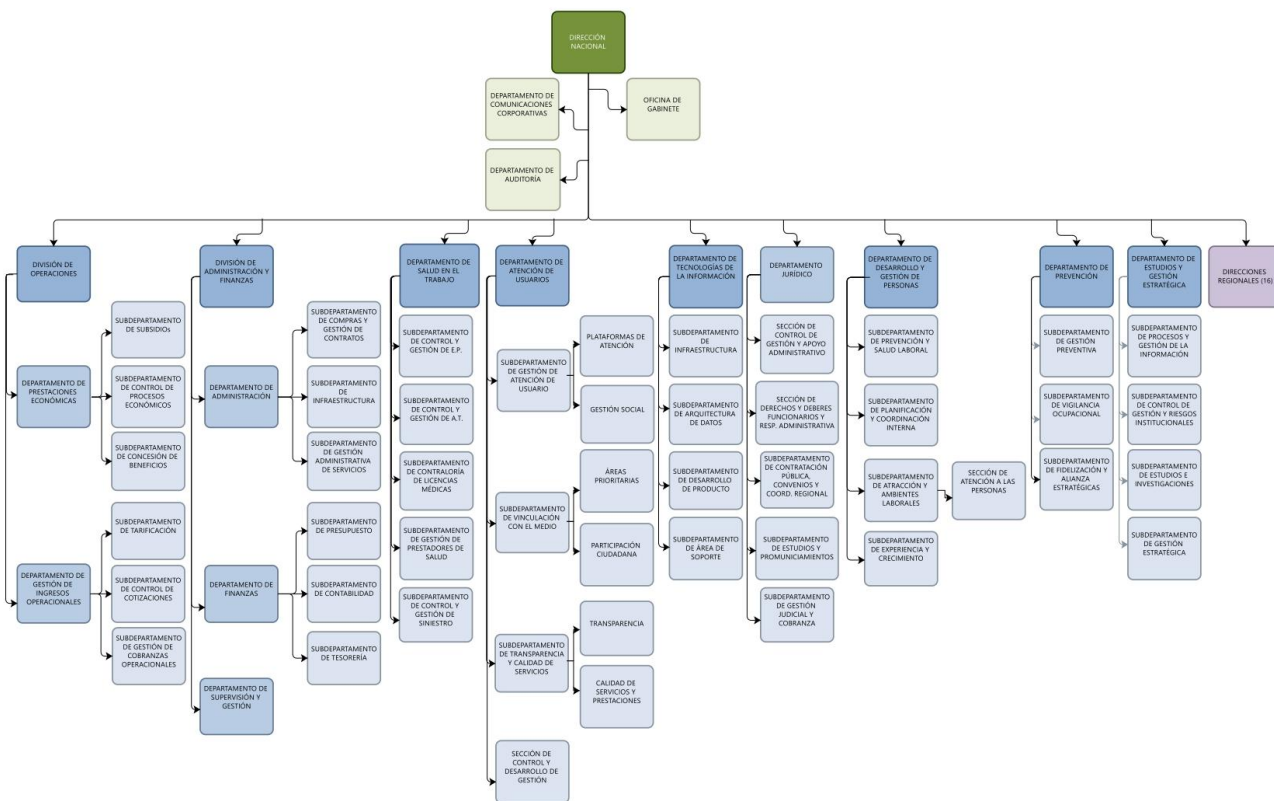 DIRECCIÓN
NACIONAL
DEPARTAMENTO DE
COMUNICACIONES
CORPORATIVAS
OFICINA DE
GABINETE
DEPARTAMENTO DE
AUDITORÍA
DIVISIÓN DE
OPERACIONES
DEPARTAMENTO DE
PRESTACIONES
ECONÓMICAS
SUBDEPARTAMENTO
DE SUBSIDIOs
SUBDEPARTAMENTO
DE CONTROL DE
PROCESOS
ECONÓMICOS
SUBDEPARTAMENTO
DE CONCESIÓN DE
BENEFICIOS
DEPARTAMENTO DE
GESTIÓN DE
INGRESOS
OPERACIONALES
SUBDEPARTAMENTO
DE TARIFICACIÓN
SUBDEPARTAMENTO
DE CONTROL DE
COTIZACIONES
SUBDEPARTAMENTO
DE GESTIÓN DE
COBRANZAS
OPERACIONALES
DIVISIÓN DE
ADMINISTRACIÓN Y
FINANZAS
DEPARTAMENTO DE
ADMINISTRACIÓN
SUBDEPARTAMENTO
DE COMPRAS Y
GESTIÓN DE
CONTRATOS
SUBDEPARTAMENTO
DE
INFRAESTRUCTURA
SUBDEPARTAMENTO
DE GESTIÓN
ADMINISTRATIVA
DE SERVICIOS
DEPARTAMENTO DE
FINANZAS
SUBDEPARTAMENTO
DE PRESUPUESTO
SUBDEPARTAMENTO
DE CONTABILIDAD
SUBDEPARTAMENTO
DE TESORERÍA
DEPARTAMENTO DE
SUPERVISIÓN Y
GESTIÓN
DEPARTAMENTO DE
SALUD EN EL
TRABAJO
SUBDEPARTAMENTO
DE CONTROL Y
GESTIÓN DE E.P.
SUBDEPARTAMENTO
DE CONTROL Y
GESTIÓN DE A.T.
SUBDEPARTAMENTO
DE CONTRALORÍA
DE LICENCIAS
MÉDICAS
SUBDEPARTAMENTO
DE GESTIÓN DE
PRESTADORES DE
SALUD
SUBDEPARTAMENTO
DE CONTROL Y
GESTIÓN DE
SINIESTRO
DEPARTAMENTO DE
ATENCIÓN DE
USUARIOS
SUBDEPARTAMENTO
DE GESTIÓN DE
ATENCIÓN DE
USUARIO
PLATAFORMAS DE
ATENCIÓN
GESTIÓN SOCIAL
SUBDEPARTAMENTO
DE VINCULACIÓN
CON EL MEDIO
ÁREAS
PRIORITARIAS
PARTICIPACIÓN
CIUDADANA
SUBDEPARTAMENTO
DE TRANSPARENCIA
Y CALIDAD DE
SERVICIOS
TRANSPARENCIA
CALIDAD DE
SERVICIOS Y
PRESTACIONES
SECCIÓN DE
CONTROL Y
DESARROLLO DE
GESTIÓN
DEPARTAMENTO DE
TECNOLOGÍAS DE
LA INFORMACIÓN
SUBDEPARTAMENTO
DE
INFRAESTRUCTURA
SUBDEPARTAMENTO
DE ARQUITECTURA
DE DATOS
SUBDEPARTAMENTO
DE DESARROLLO DE
PRODUCTO
SUBDEPARTAMENTO
DE ÁREA DE
SOPORTE
DEPARTAMENTO
JURÍDICO
SECCIÓN DE
CONTROL DE
GESTIÓN Y APOYO
ADMINISTRATIVO
SECCIÓN DE
DERECHOS Y DEBERES
FUNCIONARIOS Y
RESP. ADMINISTRATIVA
SUBDEPARTAMENTO
DE CONTRATACIÓN
PÚBLICA,
CONVENIOS Y
COORD. REGIONAL
SUBDEPARTAMENTO
DE ESTUDIOS Y
PROMUNICIAMIENTOS
SUBDEPARTAMENTO
DE GESTIÓN
JUDICIAL Y
COBRANZA
DEPARTAMENTO DE
DESARROLLO Y
GESTIÓN DE
PERSONAS
SUBDEPARTAMENTO
DE PREVENCIÓN Y
SALUD LABORAL
SUBDEPARTAMENTO
DE PLANIFICACIÓN
Y COORDINACIÓN
INTERNA
SUBDEPARTAMENTO
DE ATRACCIÓN Y
AMBIENTES
LABORALES
SECCIÓN DE
ATENCIÓN A LAS
PERSONAS
SUBDEPARTAMENTO
DE EXPERIENCIA Y
CRECIMIENTO
DEPARTAMENTO DE
PREVENCIÓN
SUBDEPARTAMENTO
DE GESTIÓN
PREVENTIVA
SUBDEPARTAMENTO
DE VIGILANCIA
OCUPACIONAL
SUBDEPARTAMENTO
DE FIDELIZACIÓN Y
ALIANZA
ESTRATÉGICAS
DEPARTAMENTO DE
ESTUDIOS Y
GESTIÓN
ESTRATÉGICA
SUBDEPARTAMENTO
DE PROCESOS Y
GESTIÓN DE LA
INFORMACIÓN
SUBDEPARTAMENTO
DE CONTROL DE
GESTIÓN Y RIESGOS
INSTITUCIONALES
SUBDEPARTAMENTO
DE ESTUDIOS E
INVESTIGACIONES
SUBDEPARTAMENTO
DE GESTIÓN
ESTRATÉGICA
DIRECCIONES
REGIONALES (16)